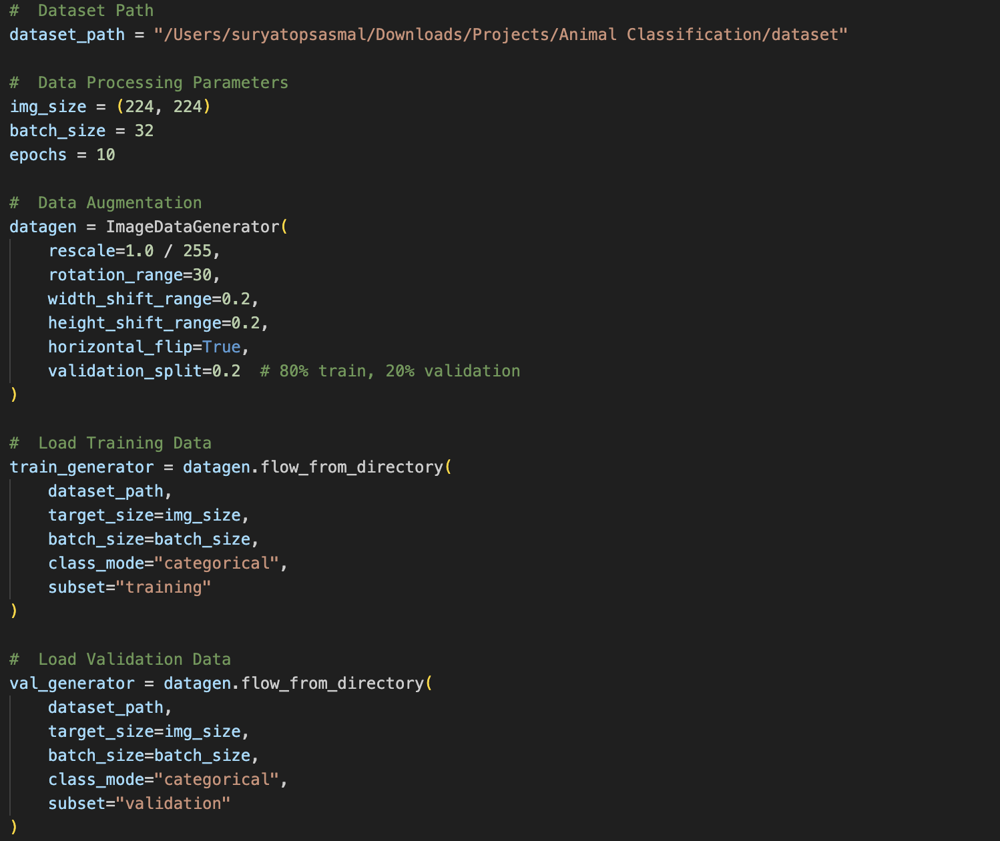 #  Dataset Path
dataset_path = "/Users/suryatopsasmal/Downloads/Projects/Animal Classification/dataset"

#  Data Processing Parameters
img_size = (224, 224)
batch_size = 32
epochs = 10

#  Data Augmentation
datagen = ImageDataGenerator(
    rescale=1.0 / 255,
    rotation_range=30,
    width_shift_range=0.2,
    height_shift_range=0.2,
    horizontal_flip=True,
    validation_split=0.2  # 80% train, 20% validation
)

#  Load Training Data
train_generator = datagen.flow_from_directory(
    dataset_path,
    target_size=img_size,
    batch_size=batch_size,
    class_mode="categorical",
    subset="training"
)

#  Load Validation Data
val_generator = datagen.flow_from_directory(
    dataset_path,
    target_size=img_size,
    batch_size=batch_size,
    class_mode="categorical",
    subset="validation"
)